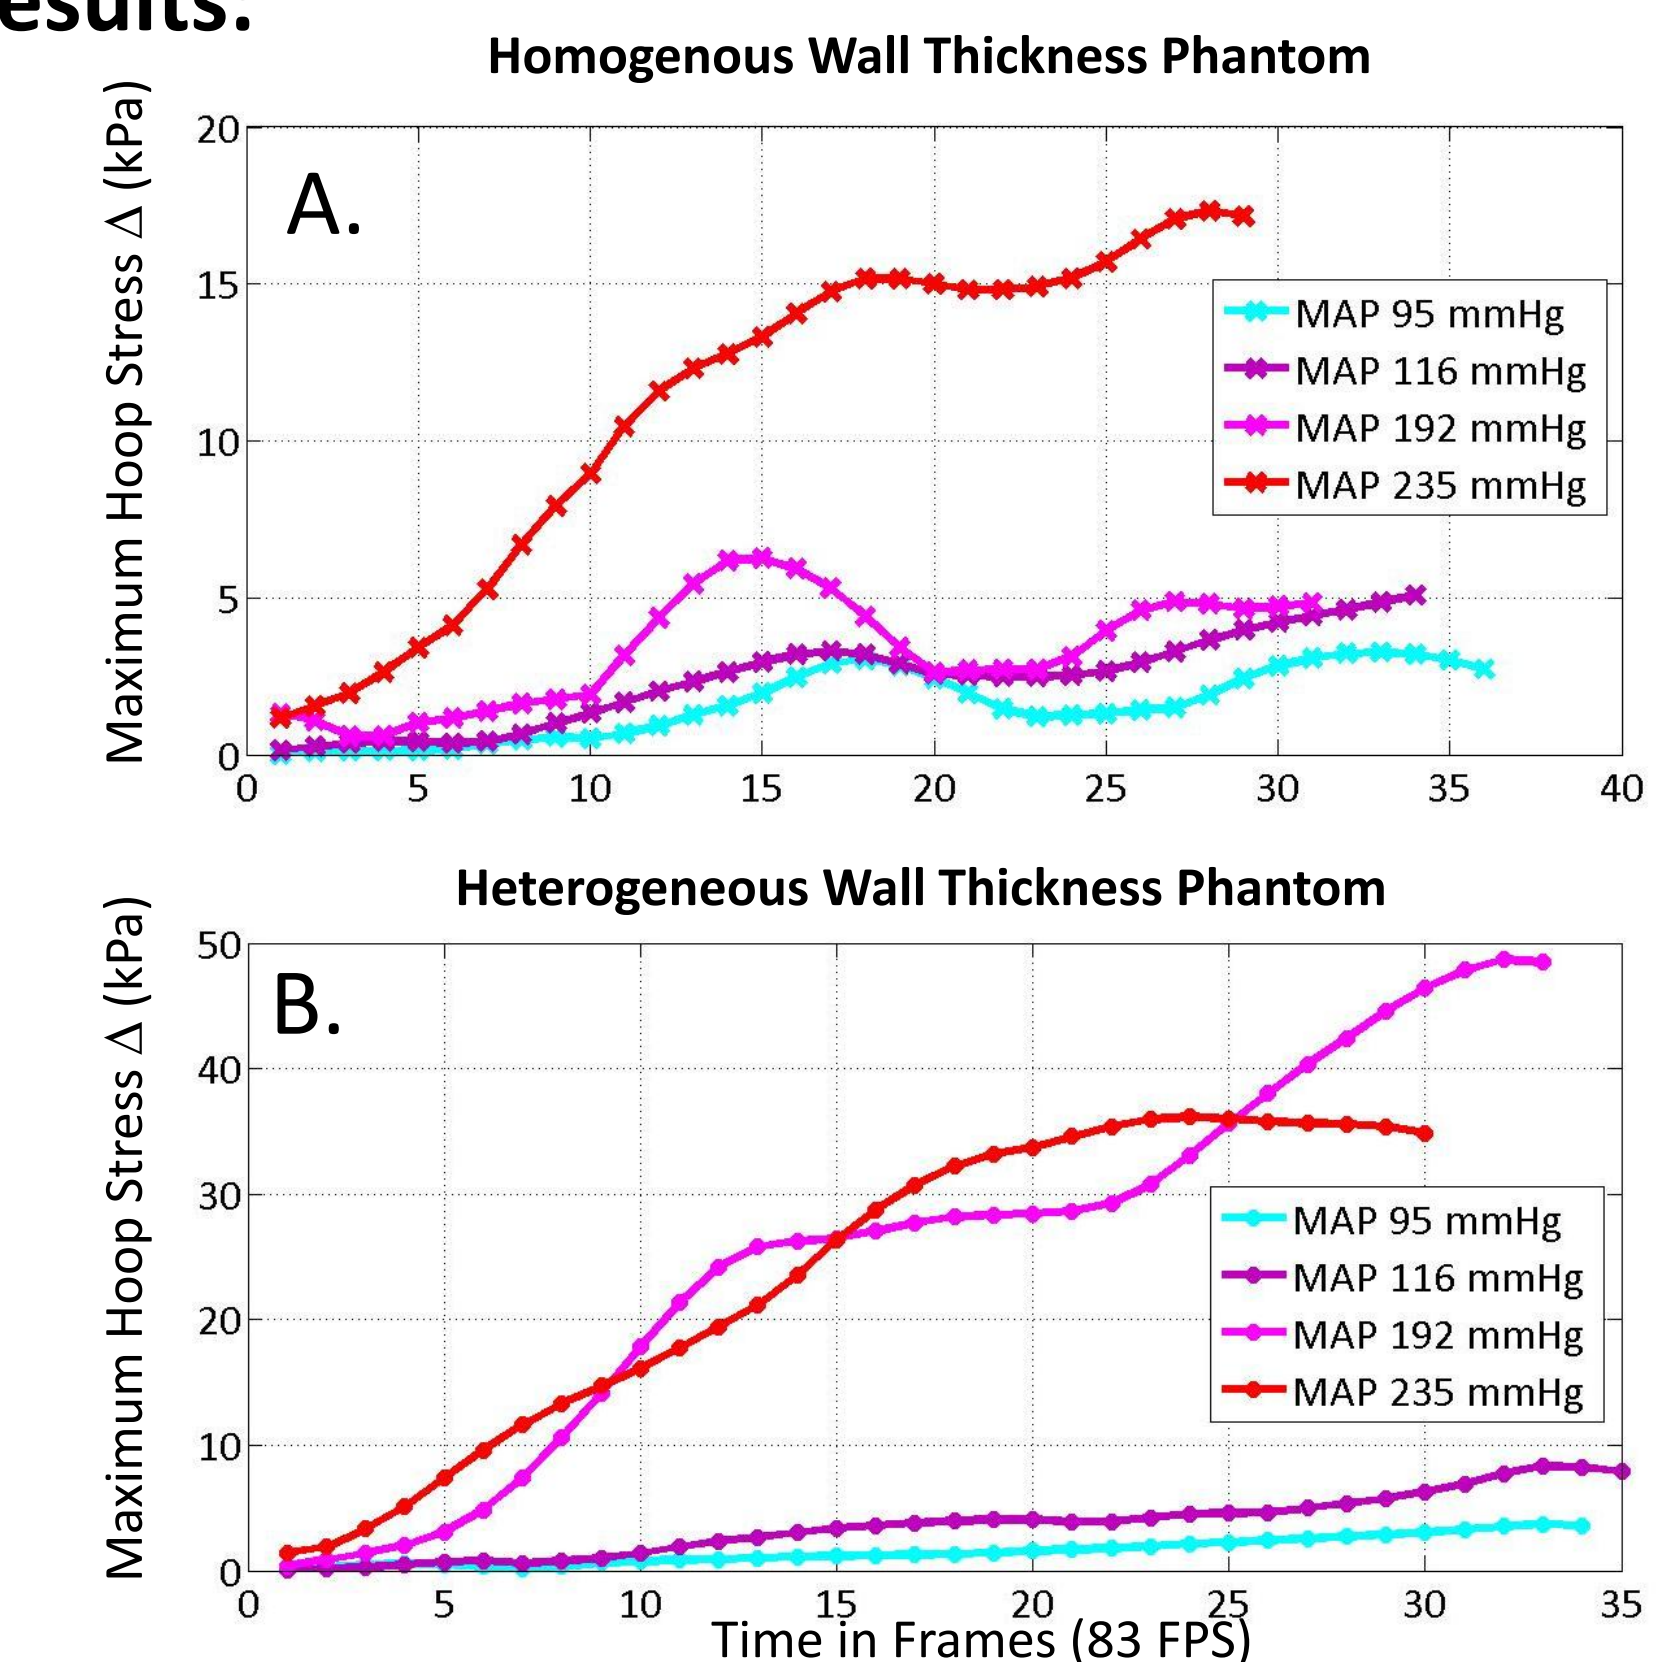 esults:
Homogenous Wall Thickness Phantom
Maximum Hoop Stress Δ (kPa)
A.
20
15
10
5
0
0 5 10 15 20 25 30 35 40
MAP 95 mmHg
MAP 116 mmHg
MAP 192 mmHg
MAP 235 mmHg
Heterogeneous Wall Thickness Phantom
Maximum Hoop Stress Δ (kPa)
B.
50
40
30
20
10
0
0 5 10 15 20 25 30 35
MAP 95 mmHg
MAP 116 mmHg
MAP 192 mmHg
MAP 235 mmHg
Time in Frames (83 FPS)